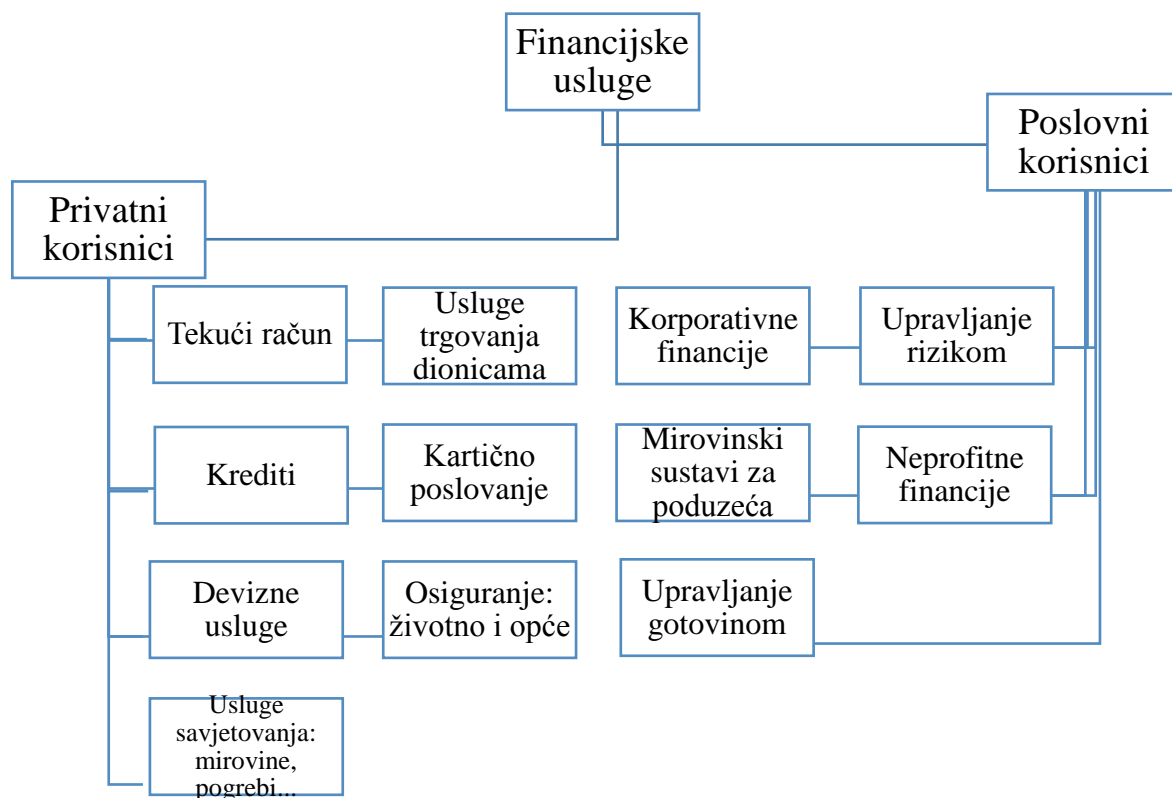 Financijske
usluge
Poslovni
korisnici
Privatni
korisnici
Tekući račun
Usluge
trgovanja
dionicama
Korporativne
financije
Upravljanje
rizikom
Krediti
Kartično
poslovanje
Mirovinski
sustavi za
poduzeća
Neprofitne
financije
Devizne
usluge
Osiguranje:
životno i opće
Upravljanje
gotovinom
Usluge
savjetovanja:
mirovine,
pogrebi...